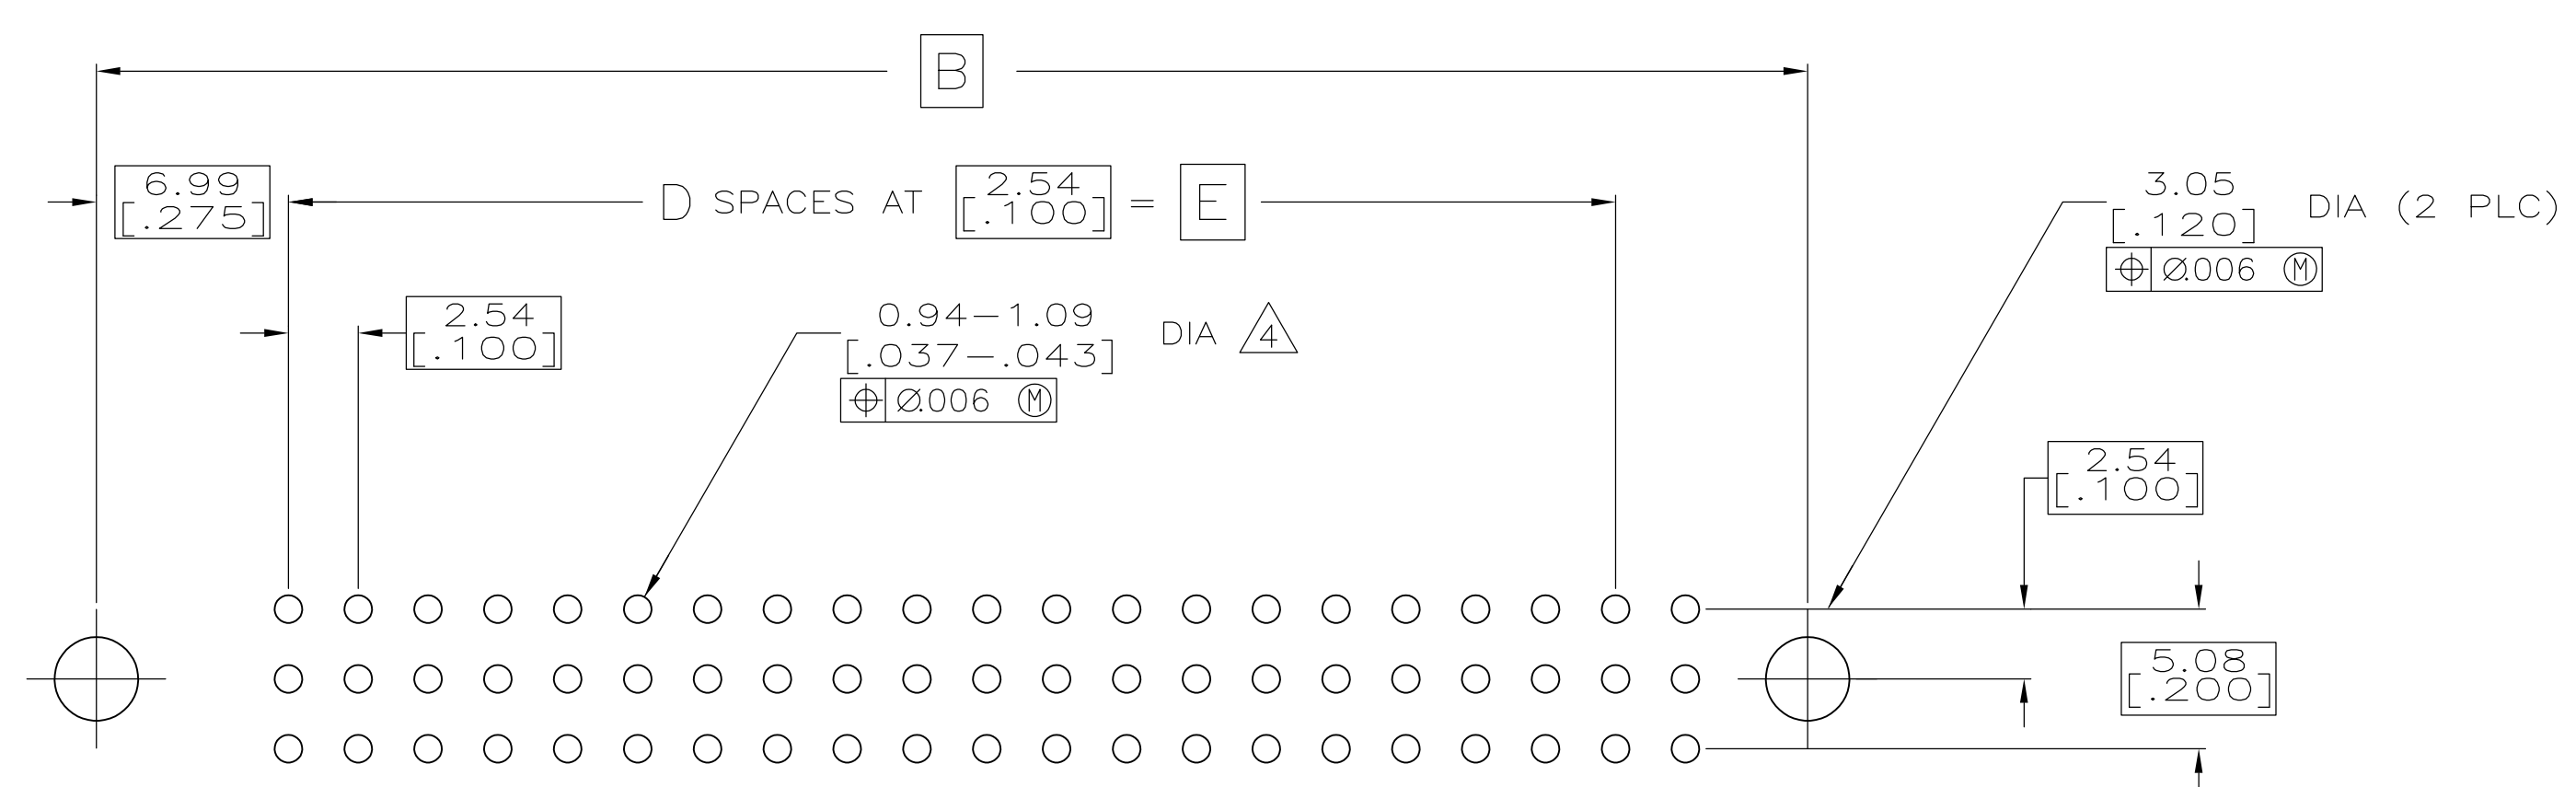 B
6.99
[.275]
D SPACES AT 2.54 [.100] = E
3.05
[.120] DIA (2 PLC)
⌖ Ø.006 Ⓜ
2.54
[.100]
0.94-1.09
[.037-.043] DIA 4
⌖ Ø.006 Ⓜ
2.54
[.100]
5.08
[.200]